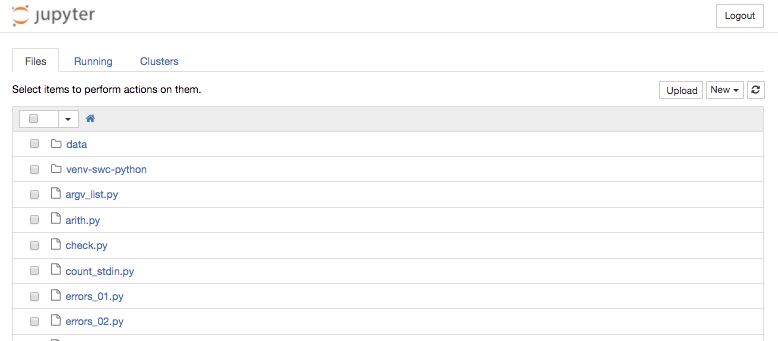 jupyter
Logout
Files Running Clusters
Select items to perform actions on them.
Upload New
data
venv-swc-python
argv_list.py
arith.py
check.py
count_stdin.py
errors_01.py
errors_02.py